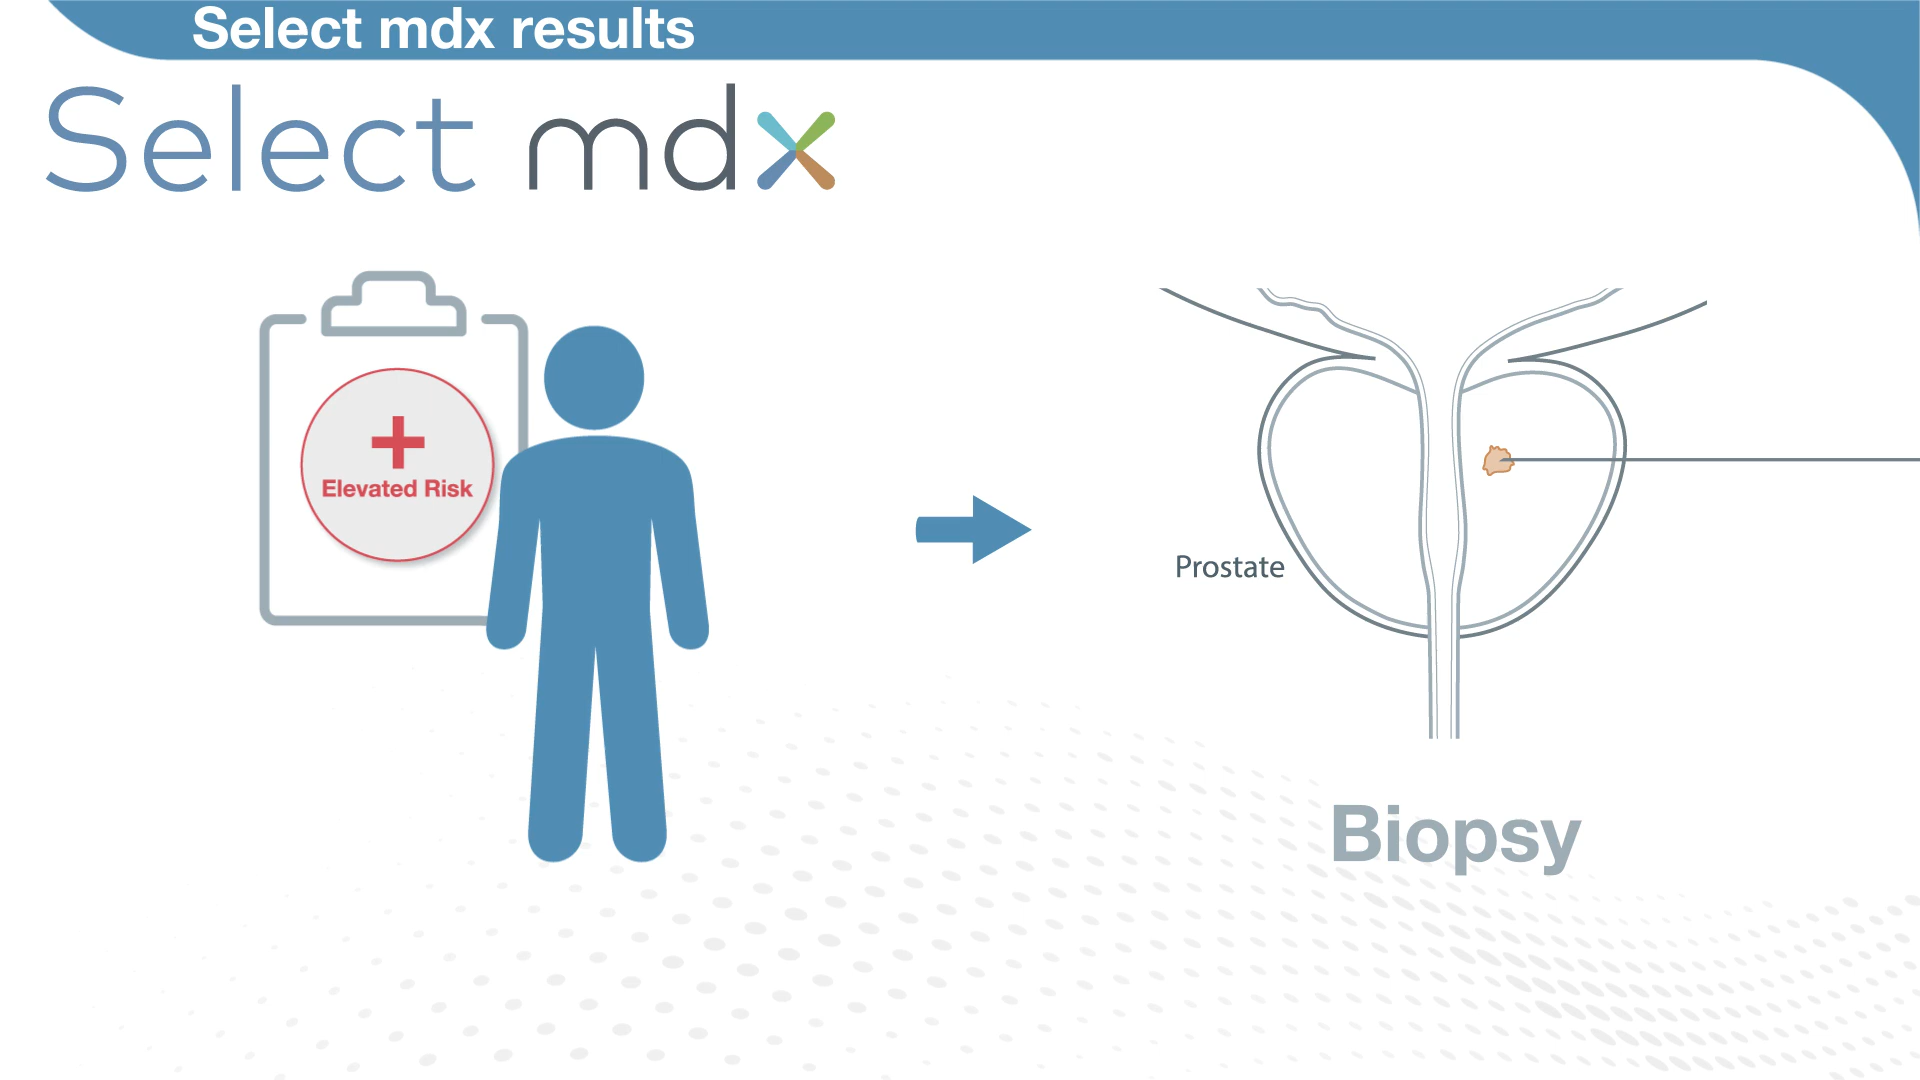 Select mdx results
Select mdx
+
Elevated Risk
Prostate
Biopsy